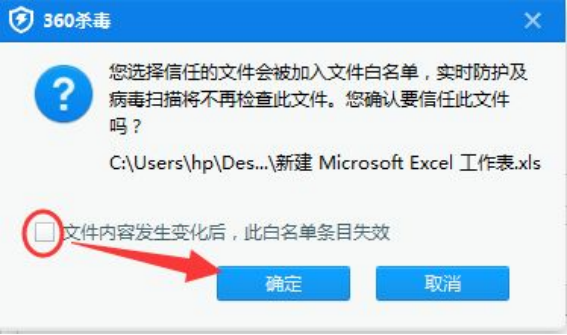 360杀毒
您选择信任的文件会被加入文件白名单，实时防护及
病毒扫描将不再检查此文件。您确认要信任此文件
吗？
C:\Users\hp\Des...\新建 Microsoft Excel 工作表.xls
文件内容发生变化后，此白名单条目失效
确定
取消